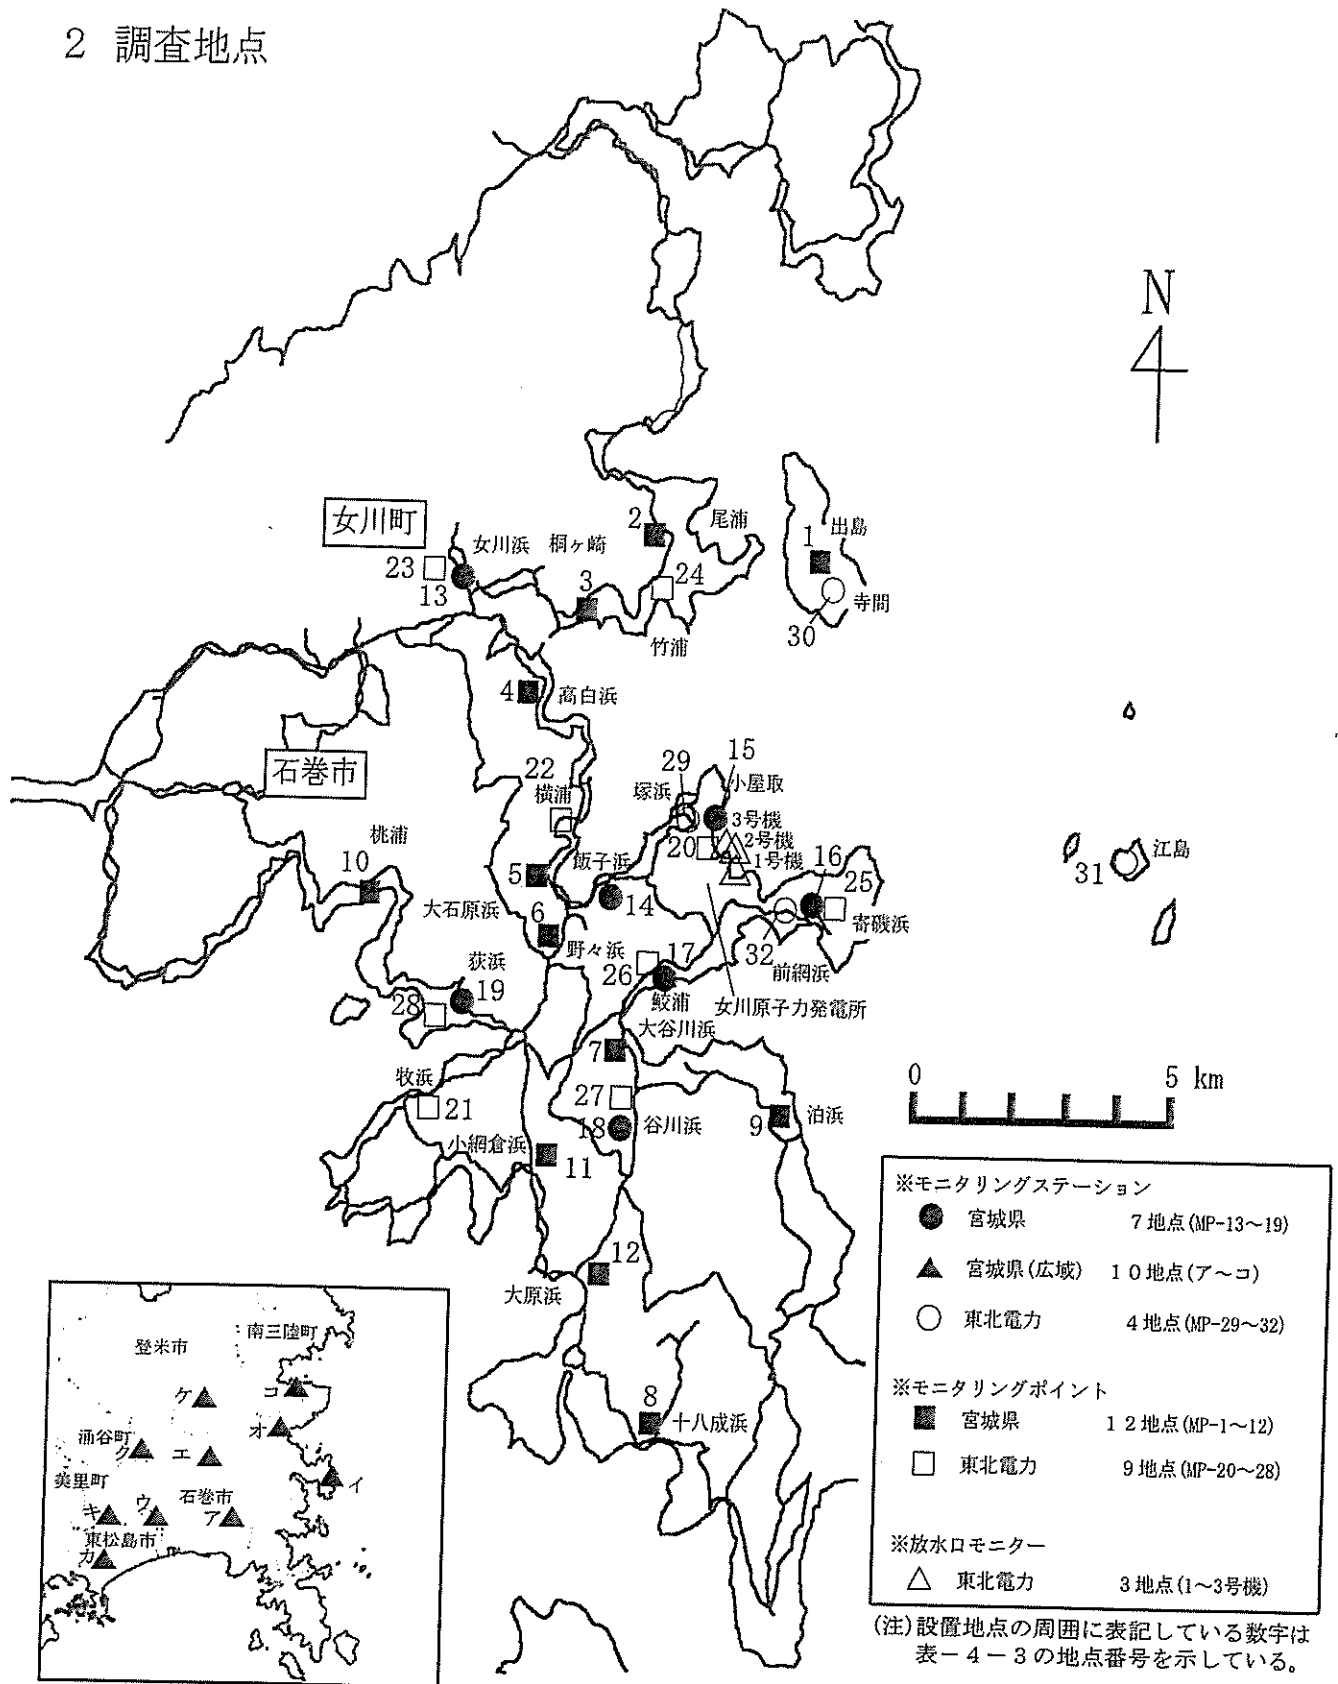 2 調査地点
N
女川町
女川浜
桐ヶ崎
2
尾浦
1
出島
23
13
3
24
寺間
30
竹浦
4
高白浜
石巻市
22
横浦
29
15
塚浜
小屋取
3号機
2号機
1号機
20
16
25
31
江島
桃浦
10
5
飯子浜
14
大石原浜
6
野々浜
17
32
寄磯浜
前網浜
荻浜
19
28
26
鮫浦
女川原子力発電所
大谷川浜
7
牧浜
21
27
18
谷川浜
9
泊浜
小網倉浜
11
0 5 km
12
大原浜
8
十八成浜
※モニタリングステーション
宮城県 7地点(MP-13~19)
宮城県(広域) 10地点(ア~コ)
東北電力 4地点(MP-29~32)
※モニタリングポイント
宮城県 12地点(MP-1~12)
東北電力 9地点(MP-20~28)
※放水口モニター
東北電力 3地点(1~3号機)
(注)設置地点の周囲に表記している数字は
表-4-3の地点番号を示している。
南三陸町
登米市
ケ
コ
オ
涌谷町
ク
エ
イ
美里町
石巻市
キ
ウ
ア
東松島市
カ